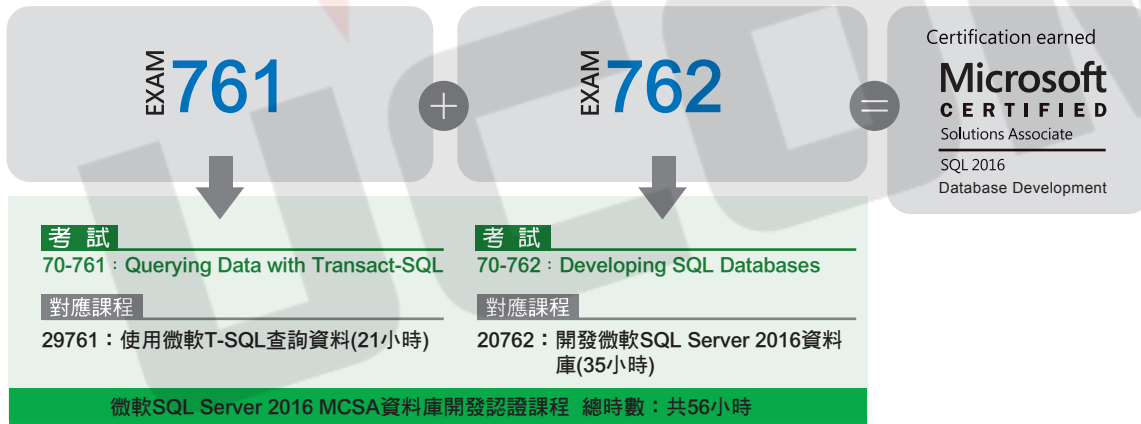 EXAM 761
+
EXAM 762
=
Certification earned
Microsoft
CERTIFIED
Solutions Associate
SQL 2016
Database Development
考試
70-761：Querying Data with Transact-SQL
對應課程
29761：使用微軟T-SQL查詢資料(21小時)
考試
70-762：Developing SQL Databases
對應課程
20762：開發微軟SQL Server 2016資料
庫(35小時)
微軟SQL Server 2016 MCSA資料庫開發認證課程 總時數：共56小時